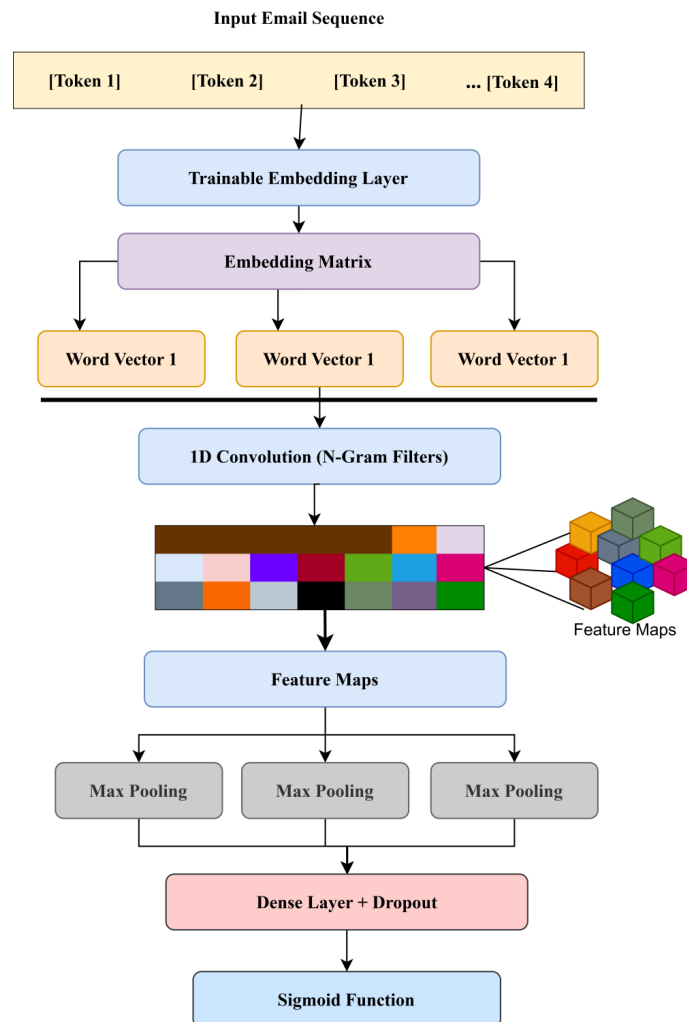 Input Email Sequence
[Token 1] [Token 2] [Token 3] ... [Token 4]
Trainable Embedding Layer
Embedding Matrix
Word Vector 1 Word Vector 1 Word Vector 1
1D Convolution (N-Gram Filters)
Feature Maps
Feature Maps
Max Pooling Max Pooling Max Pooling
Dense Layer + Dropout
Sigmoid Function